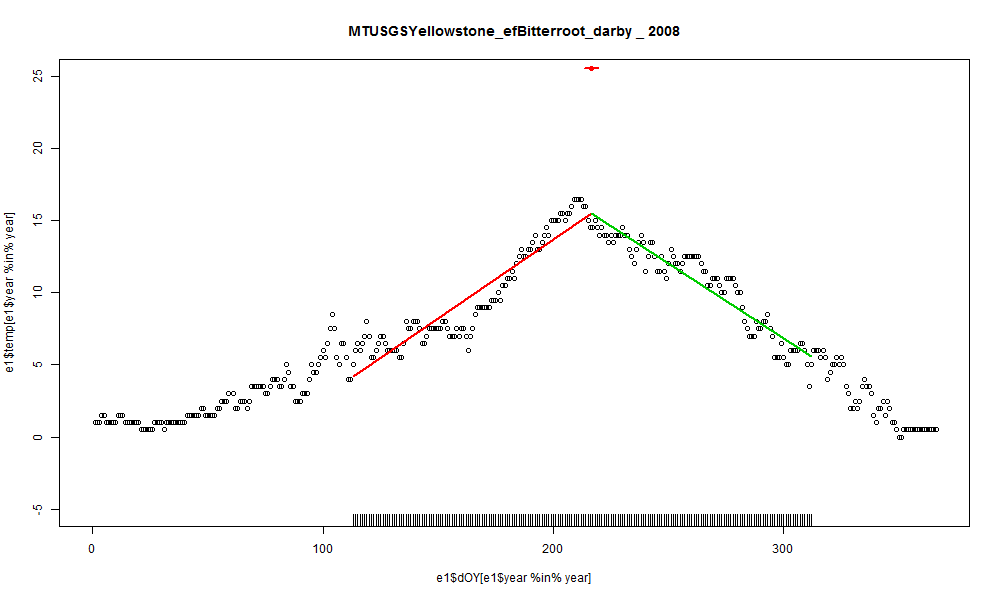 MTUSGSYellowstone_efBitterroot_darby _ 2008
25
20
15
10
5
0
-5
e1$temp[e1$year %in% year]
0 100 200 300
e1$dOY[e1$year %in% year]